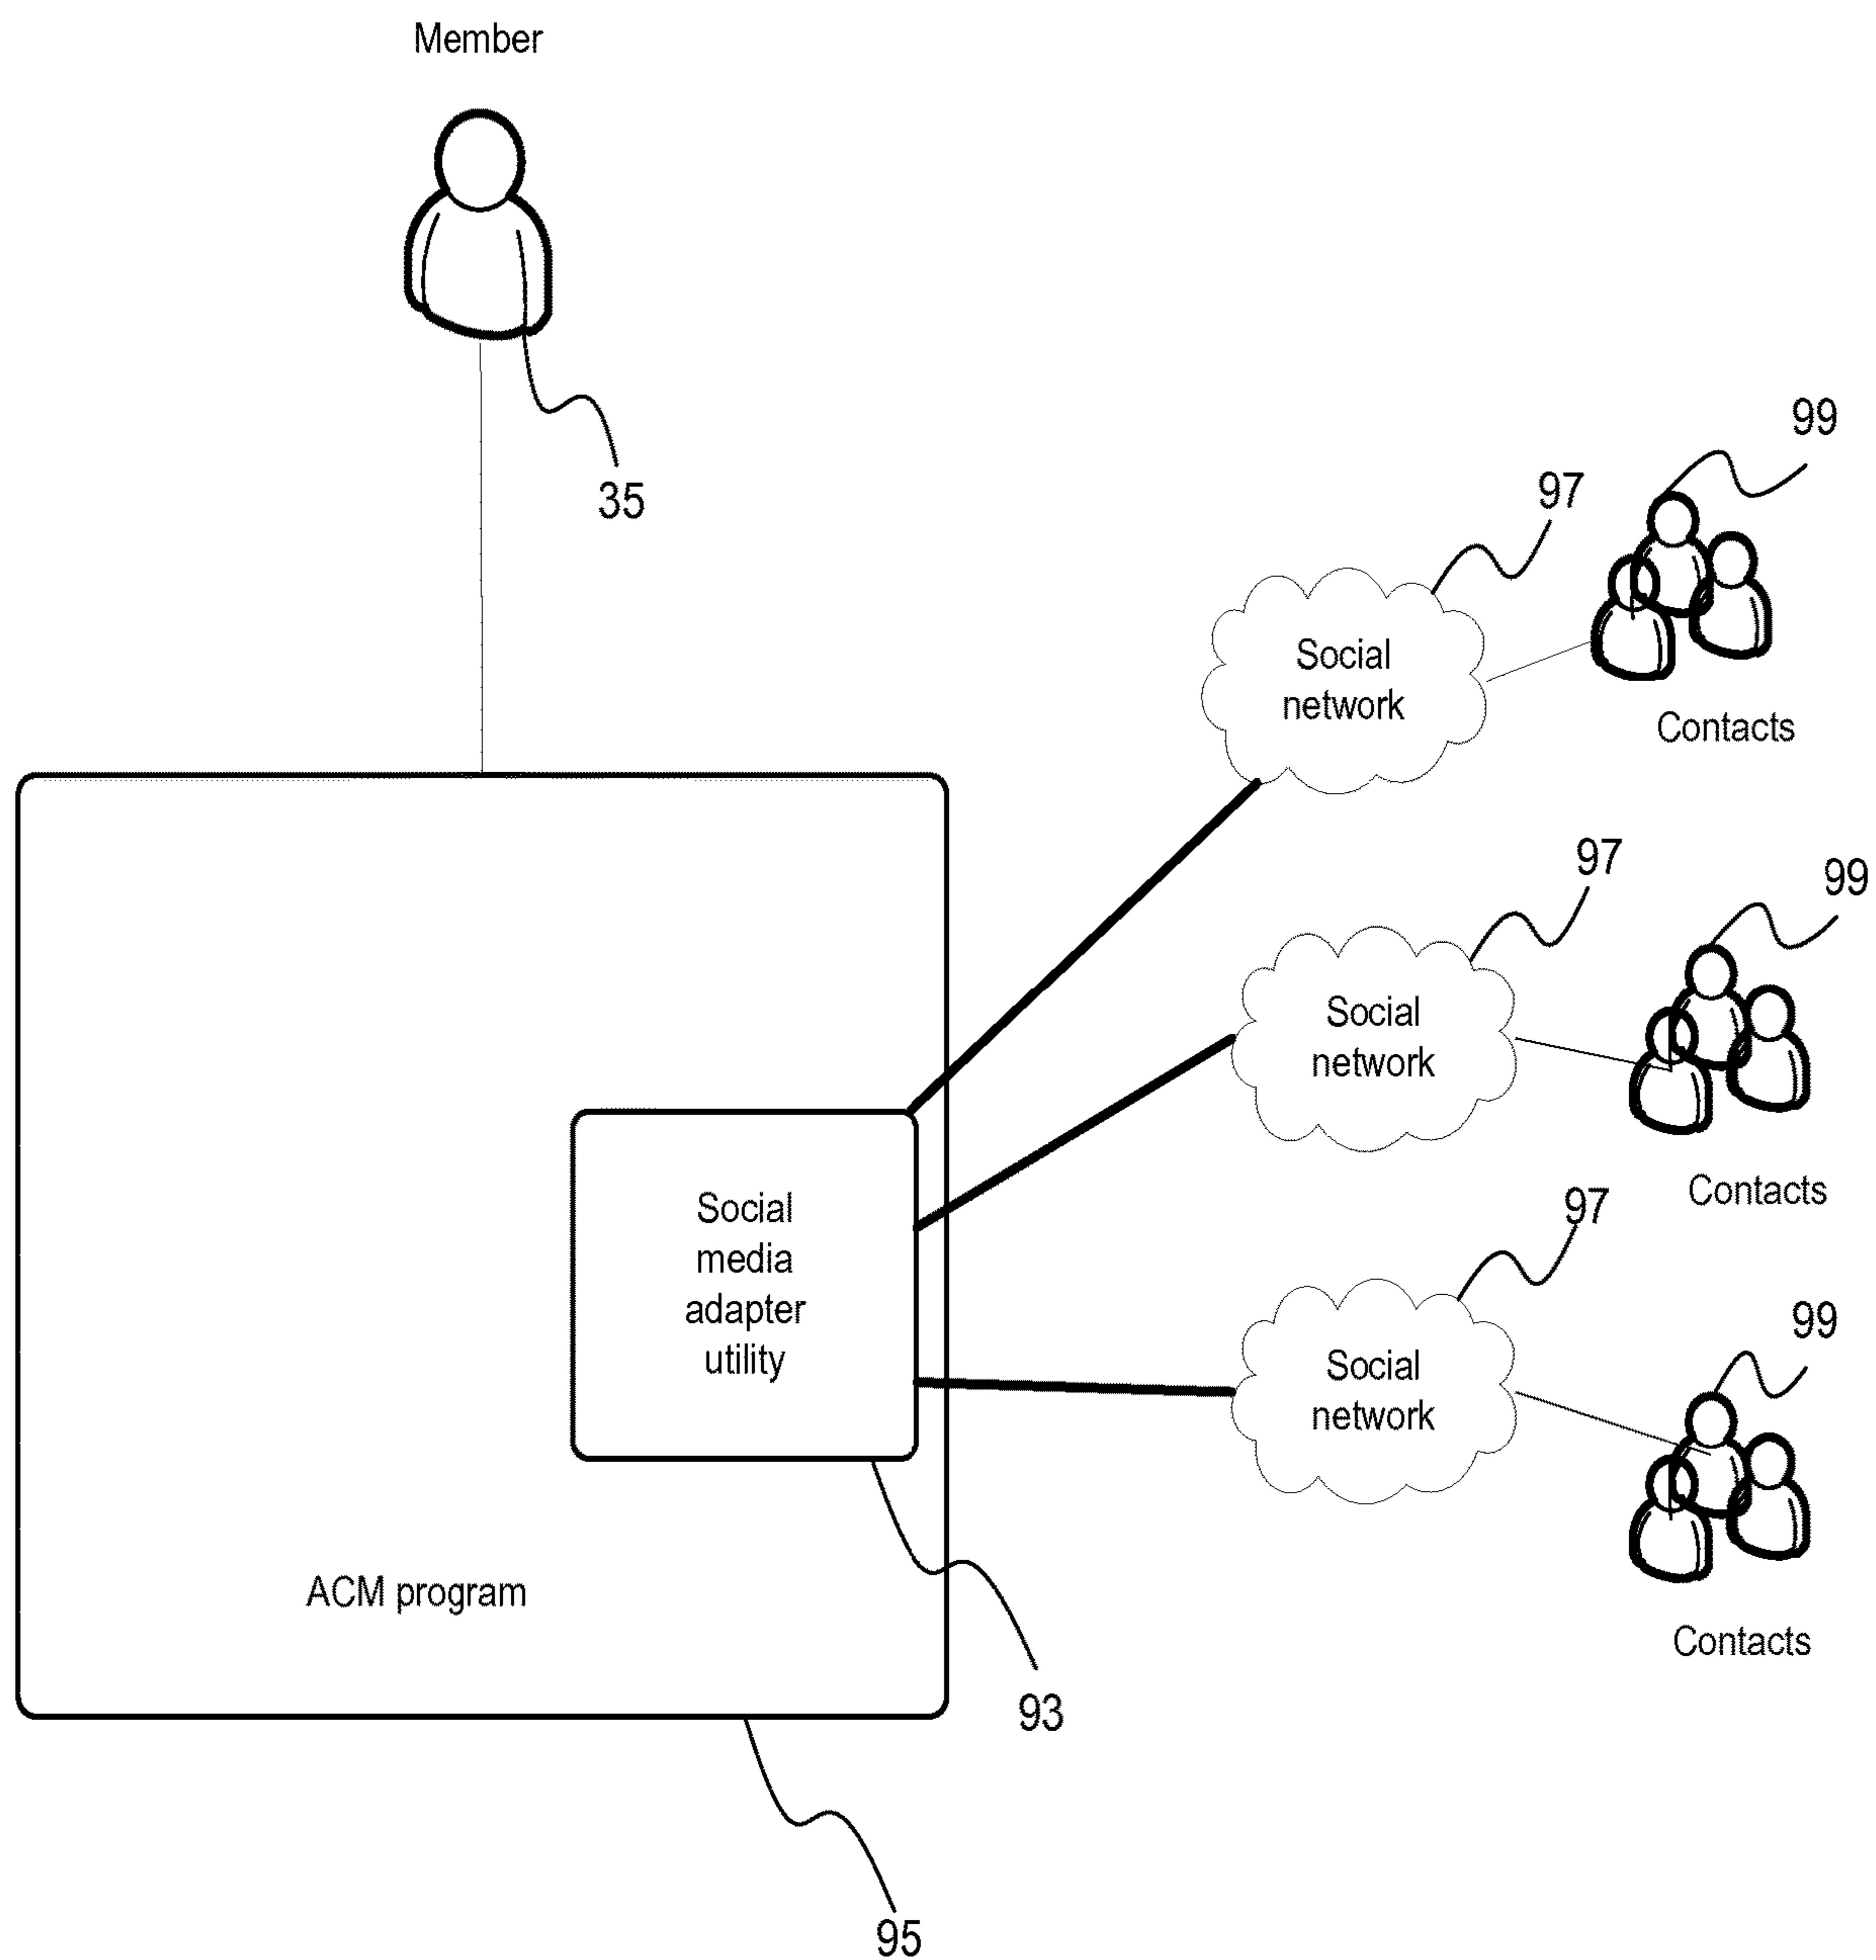 Member
35
99
97
Social
network
Contacts
97
99
Social
network
Contacts
97
Social
media
adapter
utility
99
Social
network
ACM program
Contacts
93
95